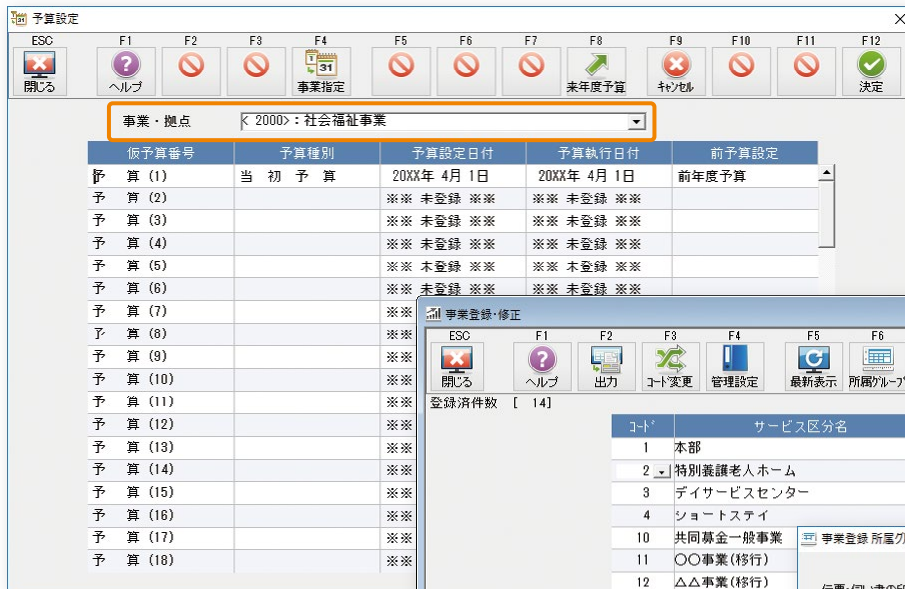 予算設定
ESC F1 F2 F3 F4 F5 F6 F7 F8 F9 F10 F11 F12
閉じる ヘルプ 事業指定 来年度予算 キャンセル 決定
事業・拠点 < 2000>：社会福祉事業
仮予算番号 予算種別 予算設定日付 予算執行日付 前予算設定
予 算 (1) 当 初 予 算 20XX年 4月 1日 20XX年 4月 1日 前年度予算
予 算 (2) ※※ 未登録 ※※ ※※ 未登録 ※※
予 算 (3) ※※ 未登録 ※※ ※※ 未登録 ※※
予 算 (4) ※※ 未登録 ※※ ※※ 未登録 ※※
予 算 (5) ※※ 未登録 ※※ ※※ 未登録 ※※
予 算 (6) ※※ 未登録 ※※ ※※ 未登録 ※※
予 算 (7) ※※
予 算 (8) ※※
予 算 (9) ※※
予 算 (10) ※※
予 算 (11) ※※
予 算 (12) ※※
予 算 (13) ※※
予 算 (14) ※※
予 算 (15) ※※
予 算 (16) ※※
予 算 (17) ※※
予 算 (18) ※※
事業登録・修正
ESC F1 F2 F3 F4 F5 F6
閉じる ヘルプ 出力 コード変更 管理設定 最新表示 所属グループ
登録済件数 [ 14]
コード サービス区分名
1 本部
2 特別養護老人ホーム
3 デイサービスセンター
4 ショートステイ
10 共同募金一般事業
11 〇〇事業(移行)
12 △△事業(移行)
事業登録 所属グ